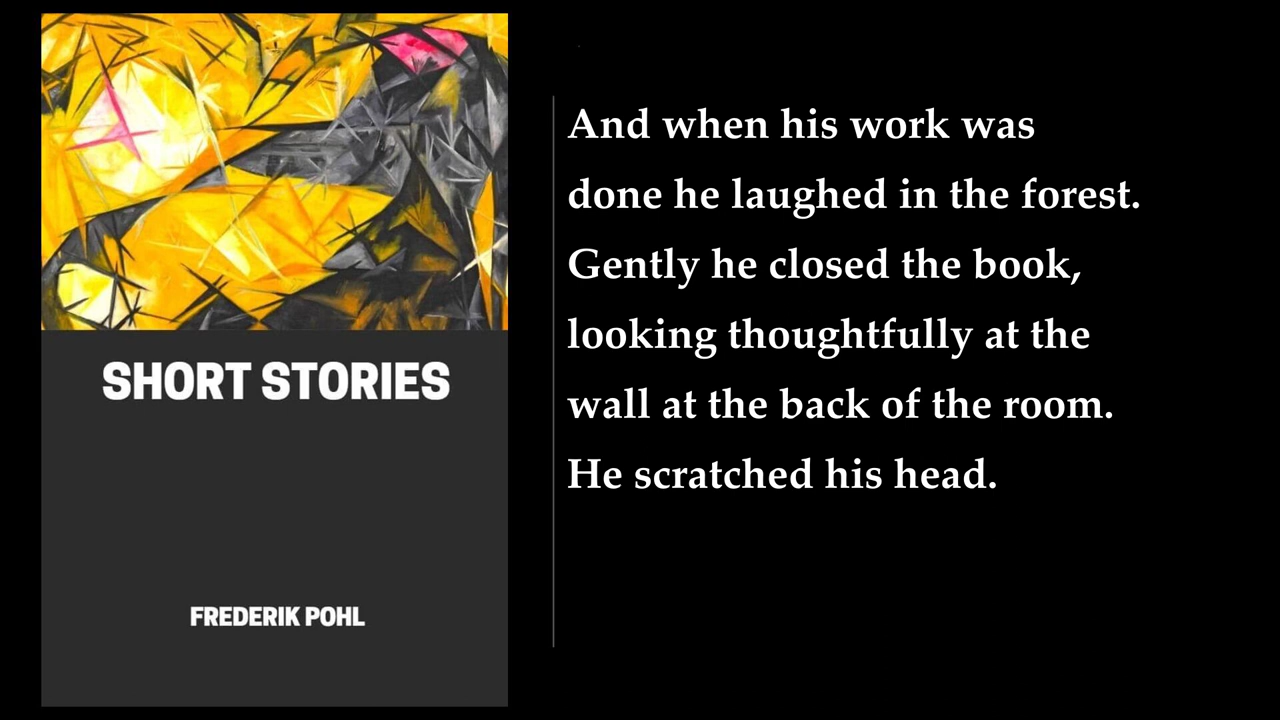 SHORT STORIES
FREDERIK POHL
And when his work was
done he laughed in the forest.
Gently he closed the book,
looking thoughtfully at the
wall at the back of the room.
He scratched his head.